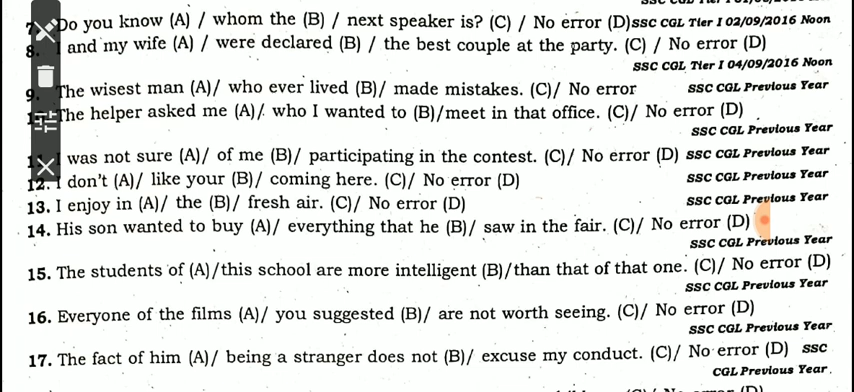 7. Do you know (A) / whom the (B) / next speaker is? (C) / No error (D) SSC CGL Tier I 02/09/2016 Noon
8. I and my wife (A) / were declared (B) / the best couple at the party. (C) / No error (D)
SSC CGL Tier I 04/09/2016 Noon
9. The wisest man (A)/ who ever lived (B)/ made mistakes. (C)/ No error SSC CGL Previous Year
The helper asked me (A)/ who I wanted to (B)/meet in that office. (C)/ No error (D)
SSC CGL Previous Year
I was not sure (A)/ of me (B)/ participating in the contest. (C)/ No error (D) SSC CGL Previous Year
12. I don't (A)/ like your (B)/ coming here. (C)/ No error (D) SSC CGL Previous Year
13. I enjoy in (A)/ the (B)/ fresh air. (C)/ No error (D) SSC CGL Previous Year
14. His son wanted to buy (A)/ everything that he (B)/ saw in the fair. (C)/ No error (D)
SSC CGL Previous Year
15. The students of (A)/this school are more intelligent (B)/than that of that one. (C)/ No error (D)
SSC CGL Previous Year
16. Everyone of the films (A)/ you suggested (B)/ are not worth seeing. (C)/ No error (D)
SSC CGL Previous Year
17. The fact of him (A)/ being a stranger does not (B)/ excuse my conduct. (C)/ No error (D) SSC
CGL Previous Year.